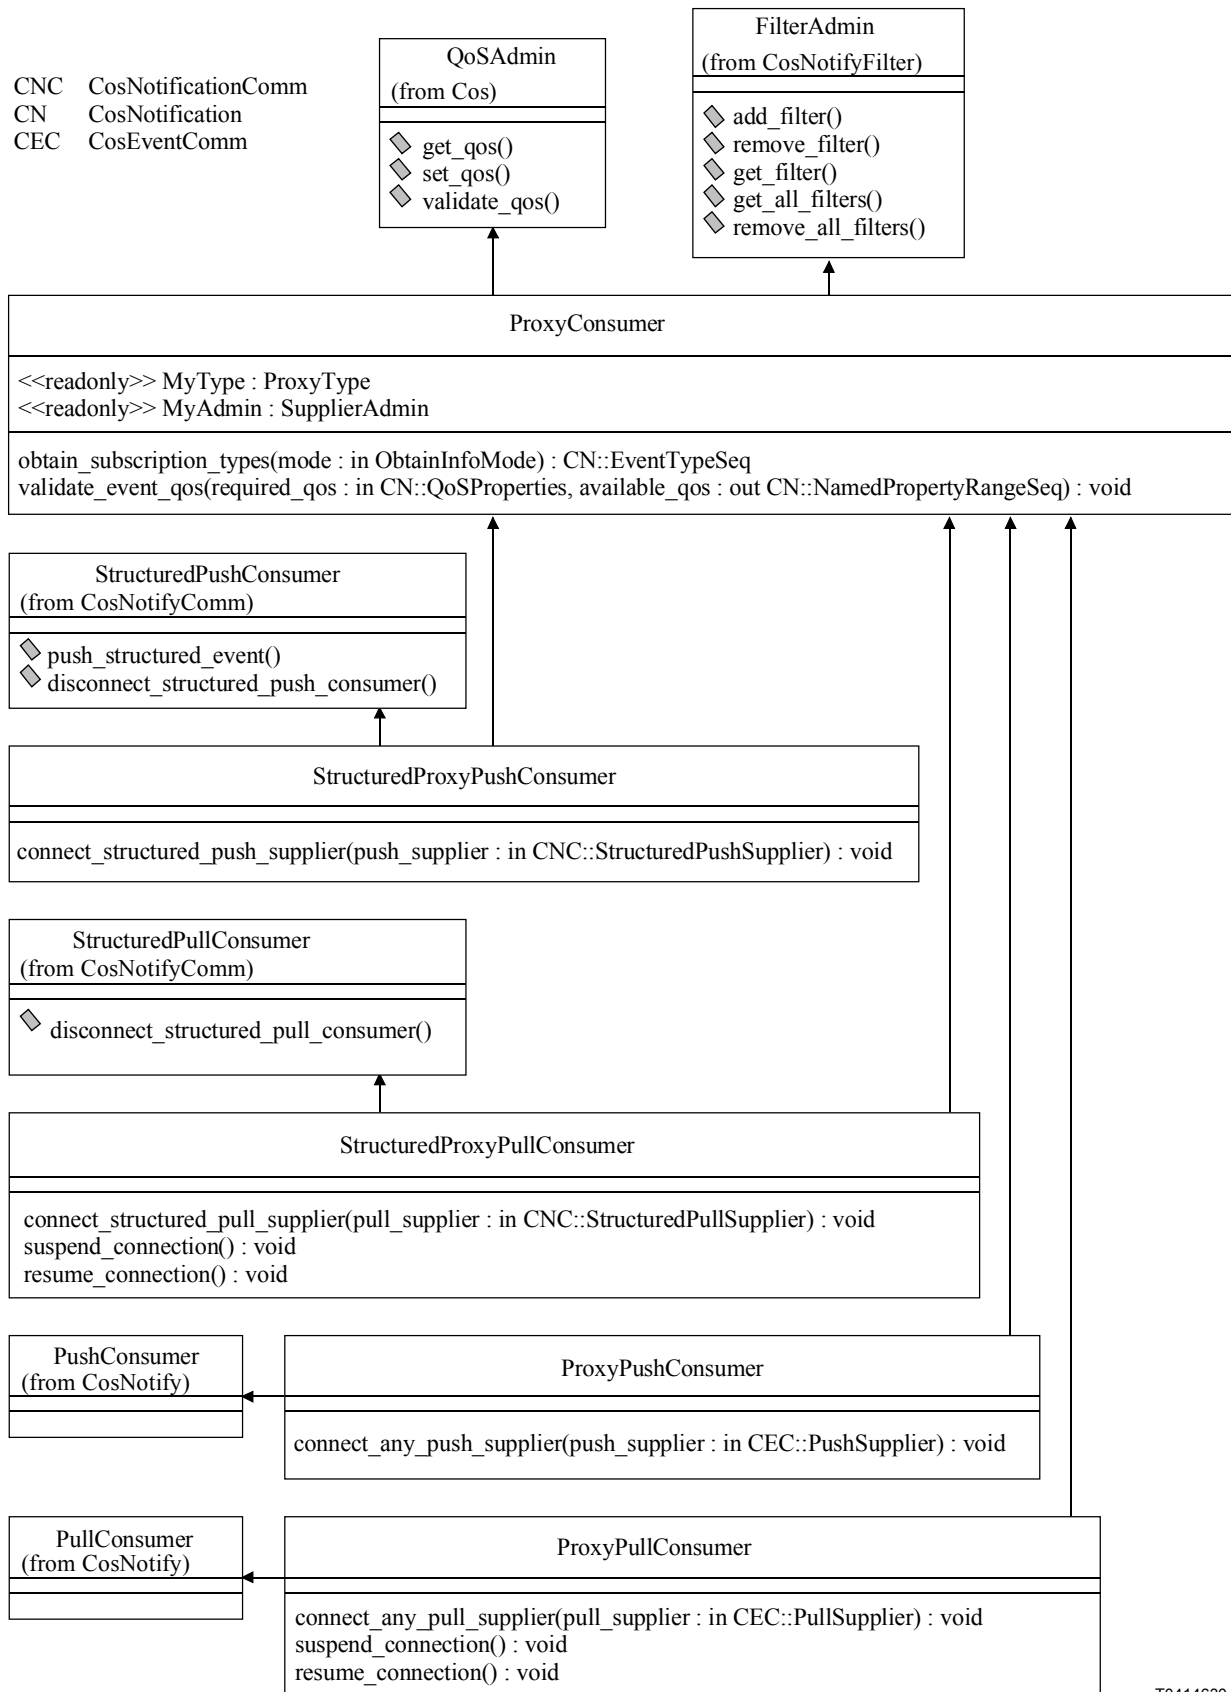 CNC CosNotificationComm
CN CosNotification
CEC CosEventComm
QoSAdmin
(from Cos)
get_qos()
set_qos()
validate_qos()
FilterAdmin
(from CosNotifyFilter)
add_filter()
remove_filter()
get_filter()
get_all_filters()
remove_all_filters()
ProxyConsumer
<<readonly>> MyType : ProxyType
<<readonly>> MyAdmin : SupplierAdmin
obtain_subscription_types(mode : in ObtainInfoMode) : CN::EventTypeSeq
validate_event_qos(required_qos : in CN::QoSProperties, available_qos : out CN::NamedPropertyRangeSeq) : void
StructuredPushConsumer
(from CosNotifyComm)
push_structured_event()
disconnect_structured_push_consumer()
StructuredProxyPushConsumer
connect_structured_push_supplier(push_supplier : in CNC::StructuredPushSupplier) : void
StructuredPullConsumer
(from CosNotifyComm)
disconnect_structured_pull_consumer()
StructuredProxyPullConsumer
connect_structured_pull_supplier(pull_supplier : in CNC::StructuredPullSupplier) : void
suspend_connection() : void
resume_connection() : void
PushConsumer
(from CosNotify)
ProxyPushConsumer
connect_any_push_supplier(push_supplier : in CEC::PushSupplier) : void
PullConsumer
(from CosNotify)
ProxyPullConsumer
connect_any_pull_supplier(pull_supplier : in CEC::PullSupplier) : void
suspend_connection() : void
resume_connection() : void